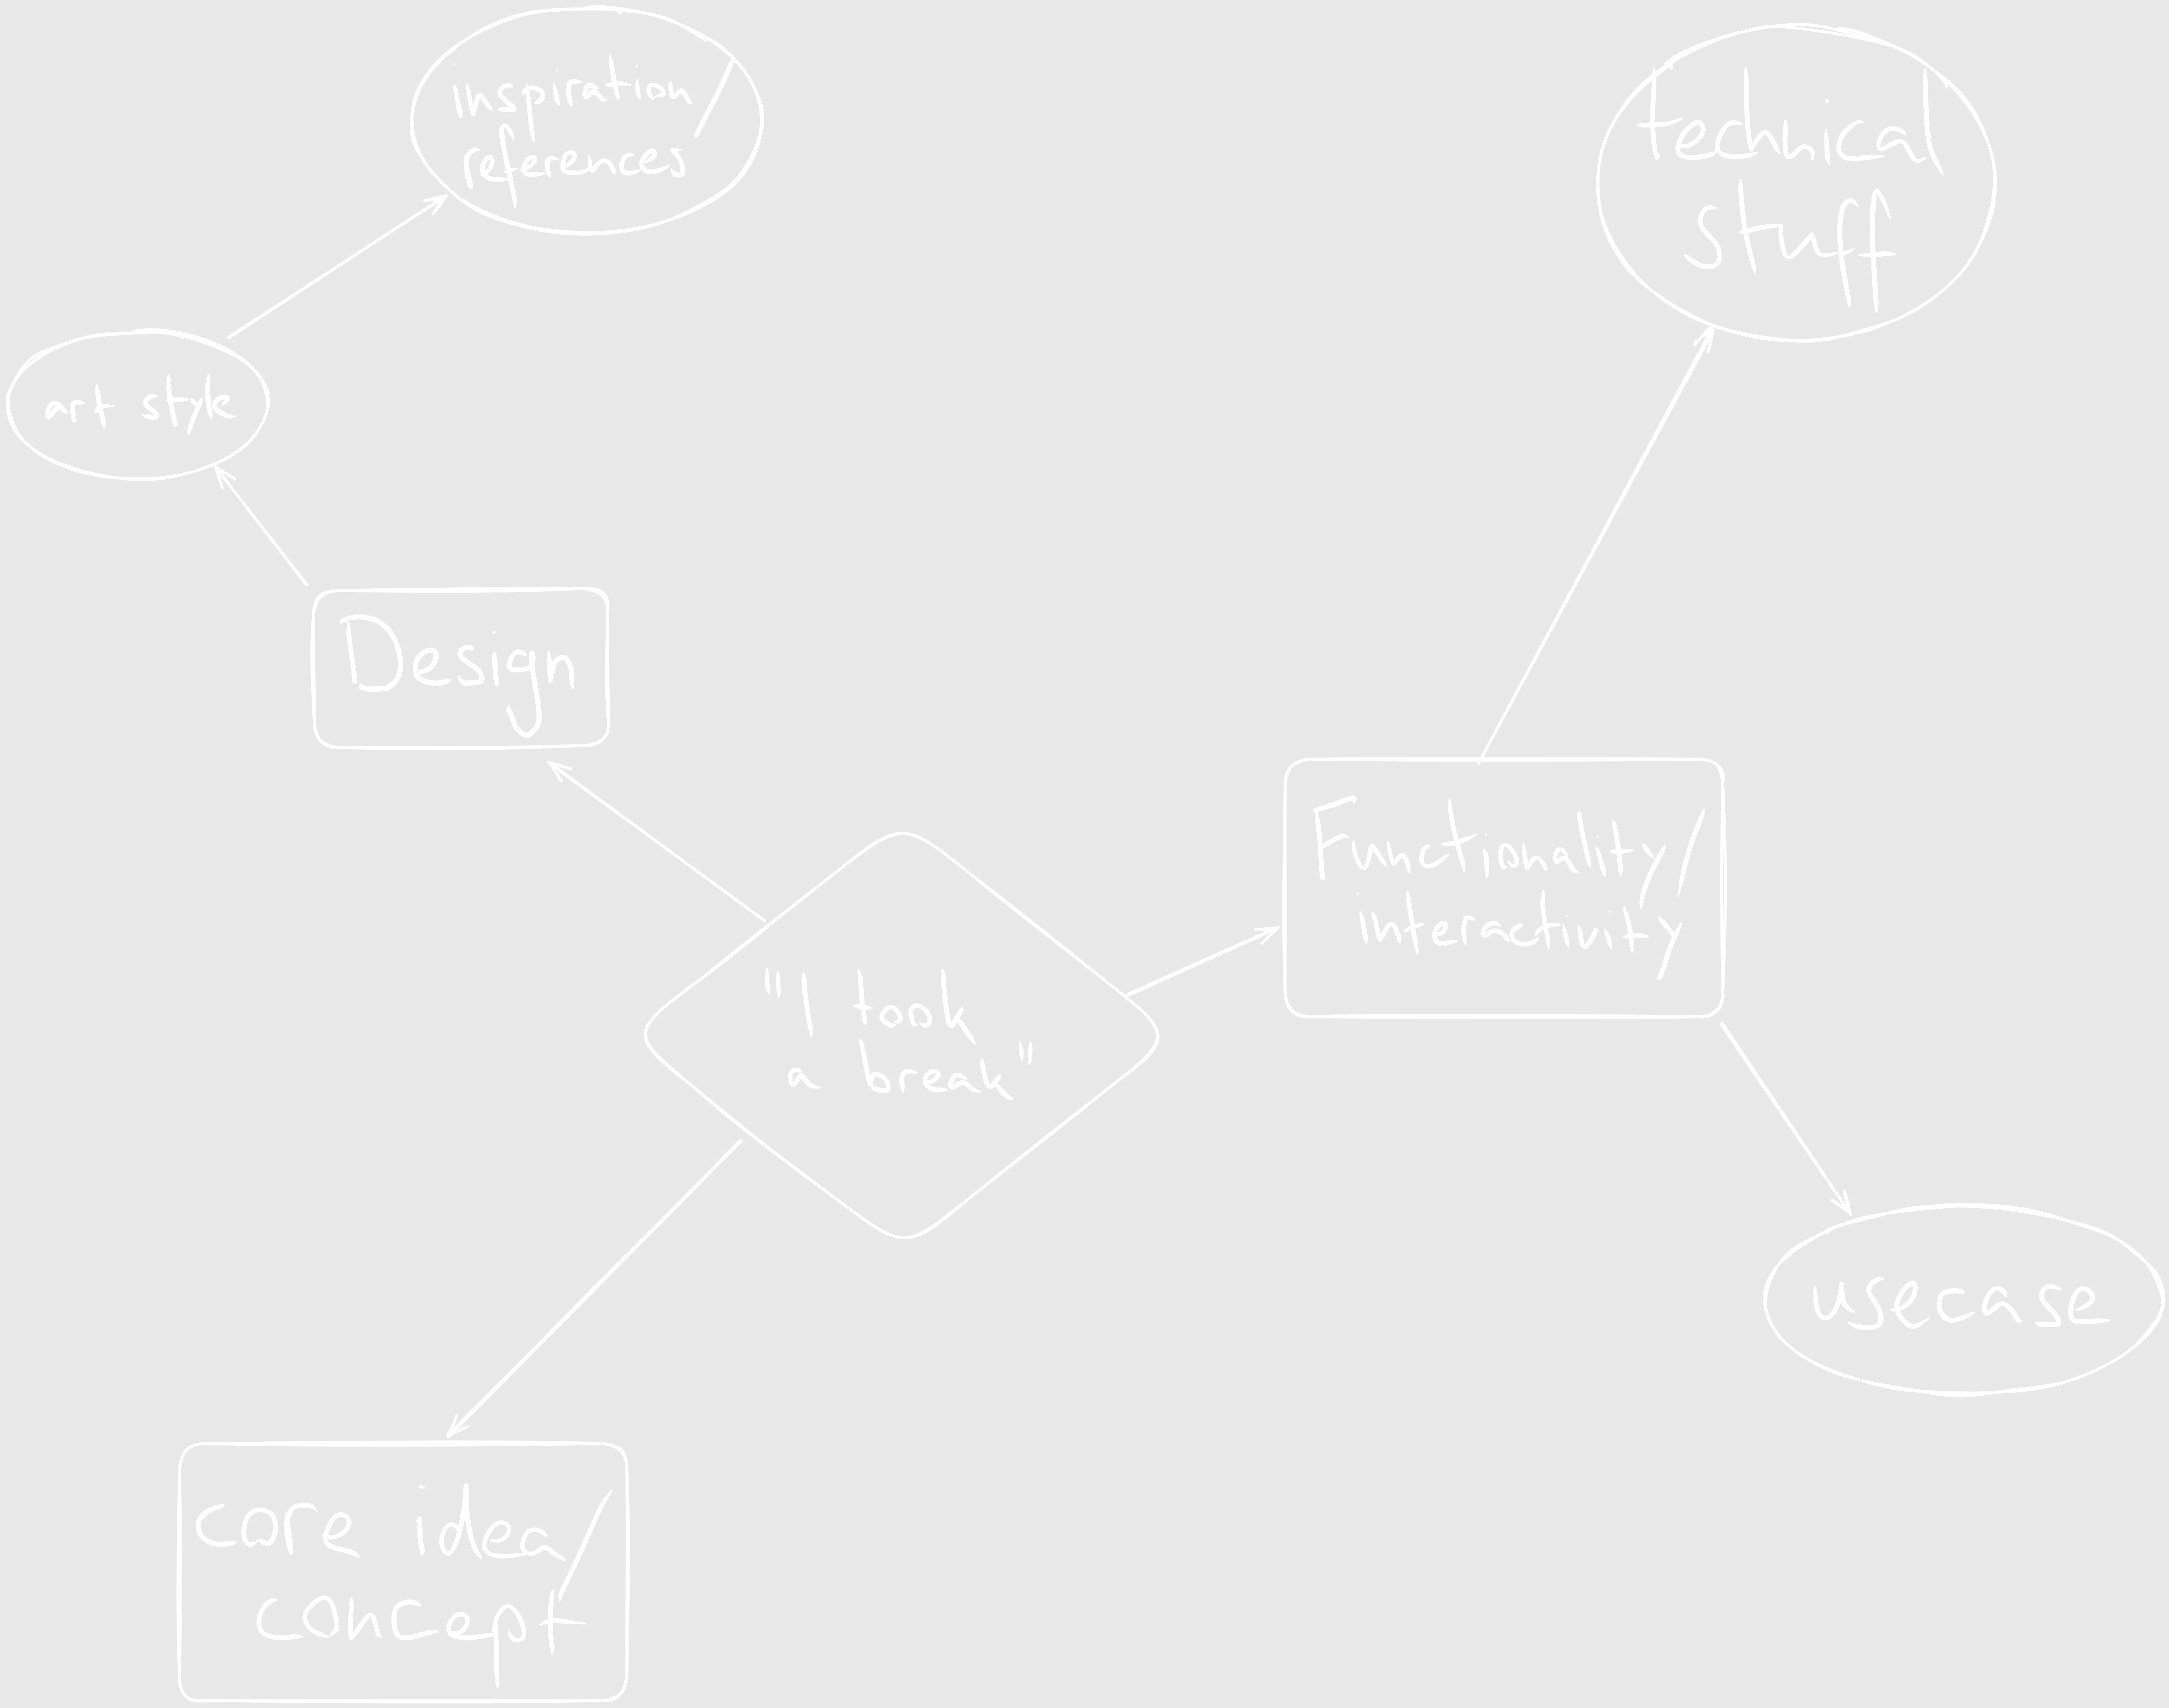 Inspiration/
references
technical
stuff
art style
Design
Functionality/
interactivity
"I took
a break"
usecase
core idea/
concept